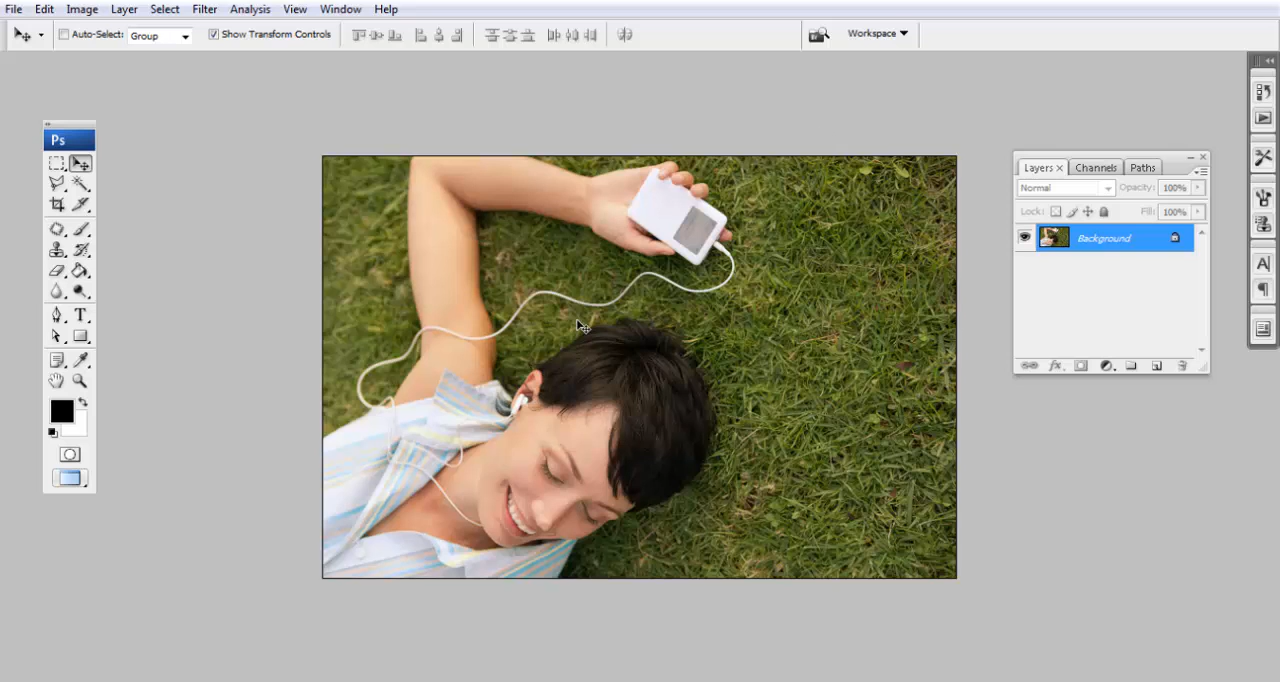 File Edit Image Layer Select Filter Analysis View Window Help
Auto-Select: Group Show Transform Controls Workspace
Ps
Layers Channels Paths
Normal Opacity: 100%
Lock: Fill: 100%
Background
T
A